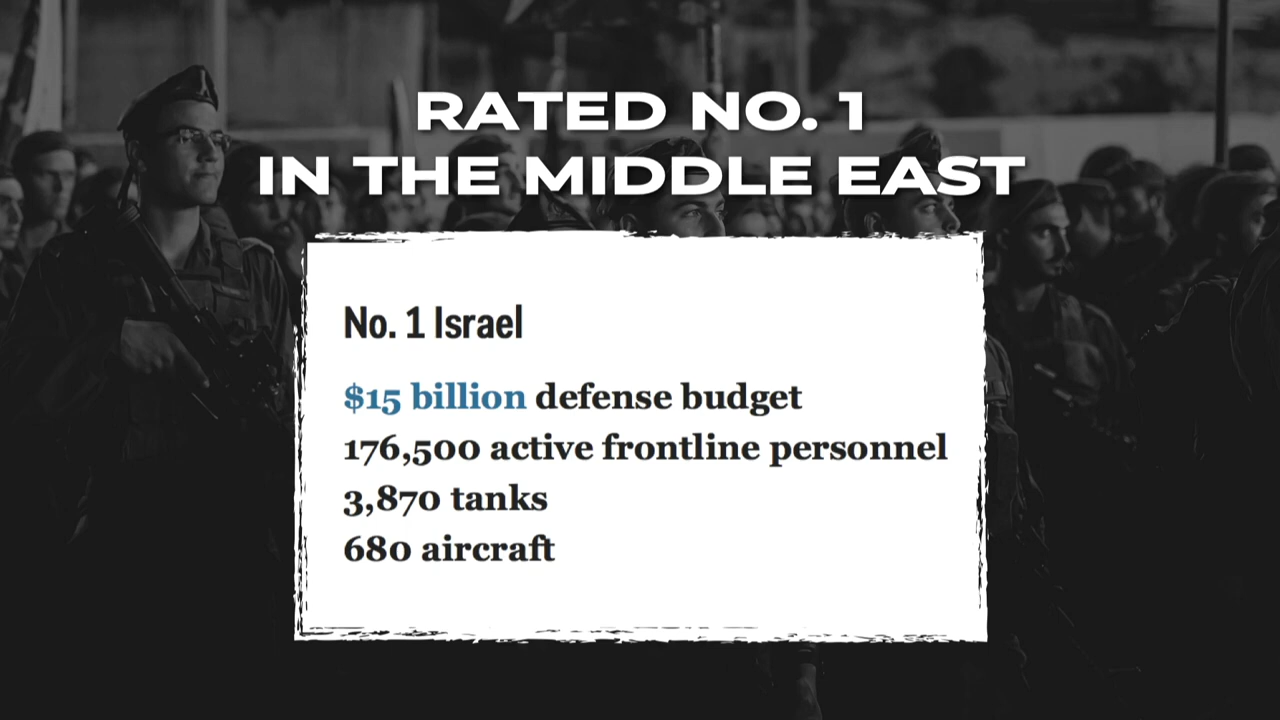 RATED NO. 1
IN THE MIDDLE EAST
No. 1 Israel
$15 billion defense budget
176,500 active frontline personnel
3,870 tanks
680 aircraft